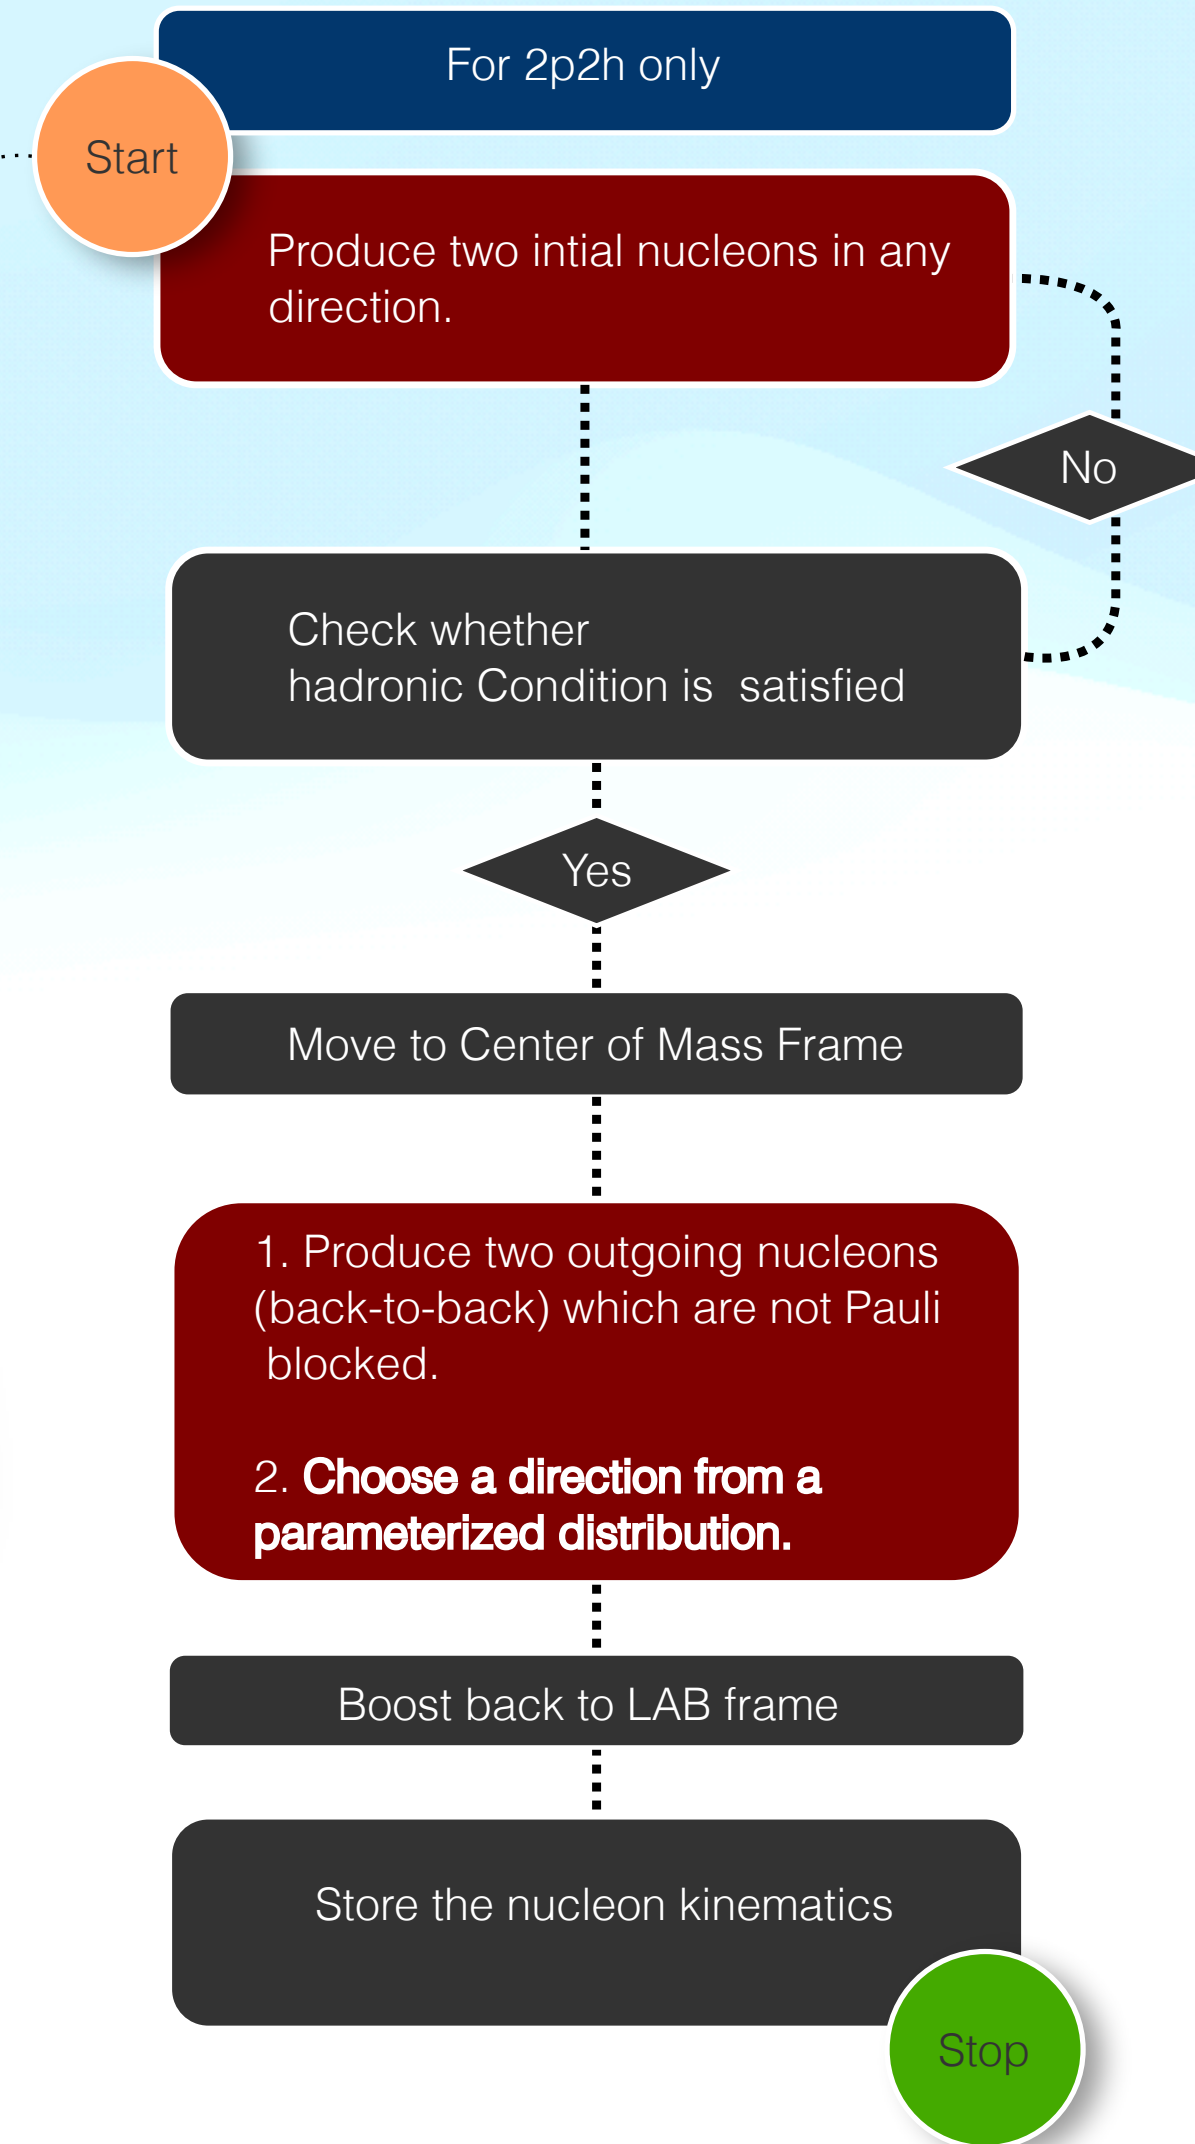 For 2p2h only
Start
Produce two intial nucleons in any
direction.
No
Check whether
hadronic Condition is  satisfied
Yes
Move to Center of Mass Frame
1. Produce two outgoing nucleons
(back-to-back) which are not Pauli
blocked.
2. Choose a direction from a
parameterized distribution.
Boost back to LAB frame
Store the nucleon kinematics
Stop